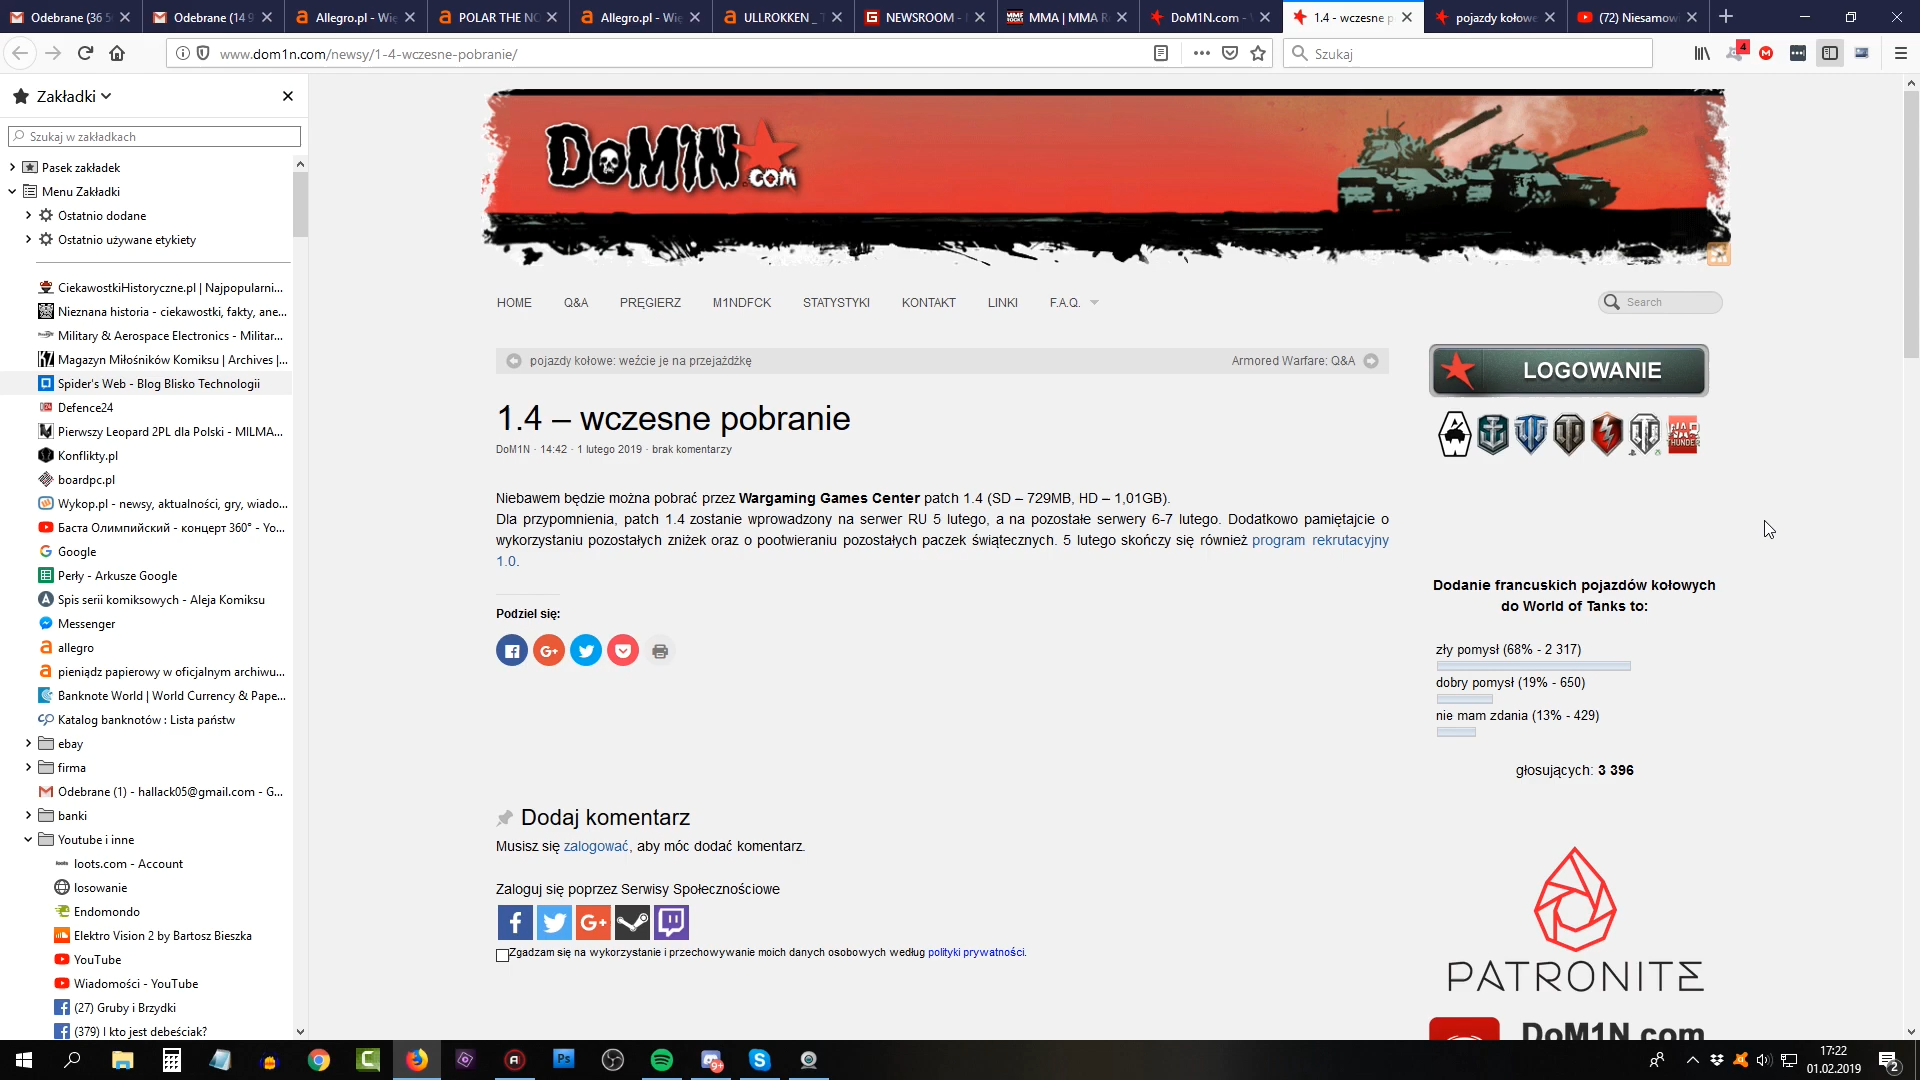 Odebrane (36 5
Odebrane (14 9
Allegro.pl - Wię
POLAR THE NO
Allegro.pl - Wię
ULLROKKEN _ T
NEWSROOM -
MMA | MMA R
DoM1N.com -
1.4 - wczesne p
pojazdy kołowe
(72) Niesamow
www.dom1n.com/newsy/1-4-wczesne-pobranie/
Szukaj
4
Zakładki
Szukaj w zakładkach
Pasek zakładek
Menu Zakładki
Ostatnio dodane
Ostatnio używane etykiety
CiekawostkiHistoryczne.pl | Najpopularni...
Nieznana historia - ciekawostki, fakty, ane...
Military & Aerospace Electronics - Militar...
Magazyn Miłośników Komiksu | Archives |...
Spider's Web - Blog Blisko Technologii
Defence24
Pierwszy Leopard 2PL dla Polski - MILMA...
Konflikty.pl
boardpc.pl
Wykop.pl - newsy, aktualności, gry, wiado...
Баста Олимпийский - концерт 360° - Yo...
Google
Perły - Arkusze Google
Spis serii komiksowych - Aleja Komiksu
Messenger
allegro
pieniądz papierowy w oficjalnym archiwu...
Banknote World | World Currency & Pape...
Katalog banknotów : Lista państw
ebay
firma
Odebrane (1) - hallack05@gmail.com - G...
banki
Youtube i inne
loots.com - Account
losowanie
Endomondo
Elektro Vision 2 by Bartosz Bieszka
YouTube
Wiadomości - YouTube
(27) Gruby i Brzydki
(379) I kto jest debeściak?
DoM1N.com
HOME
Q&A
PRĘGIERZ
M1NDFCK
STATYSTYKI
KONTAKT
LINKI
F.A.Q.
Search
pojazdy kołowe: weźcie je na przejażdżkę
Armored Warfare: Q&A
1.4 – wczesne pobranie
DoM1N · 14:42 · 1 lutego 2019 · brak komentarzy
Niebawem będzie można pobrać przez Wargaming Games Center patch 1.4 (SD – 729MB, HD – 1,01GB).
Dla przypomnienia, patch 1.4 zostanie wprowadzony na serwer RU 5 lutego, a na pozostałe serwery 6-7 lutego. Dodatkowo pamiętajcie o
wykorzystaniu pozostałych zniżek oraz o pootwieraniu pozostałych paczek świątecznych. 5 lutego skończy się również program rekrutacyjny
1.0.
Podziel się:
Dodaj komentarz
Musisz się zalogować, aby móc dodać komentarz.
Zaloguj się poprzez Serwisy Społecznościowe
Zgadzam się na wykorzystanie i przechowywanie moich danych osobowych według polityki prywatności.
LOGOWANIE
WAR THUNDER
Dodanie francuskich pojazdów kołowych
do World of Tanks to:
zły pomysł (68% - 2 317)
dobry pomysł (19% - 650)
nie mam zdania (13% - 429)
głosujących: 3 396
PATRONITE
DoM1N.com
17:22
01.02.2019
2